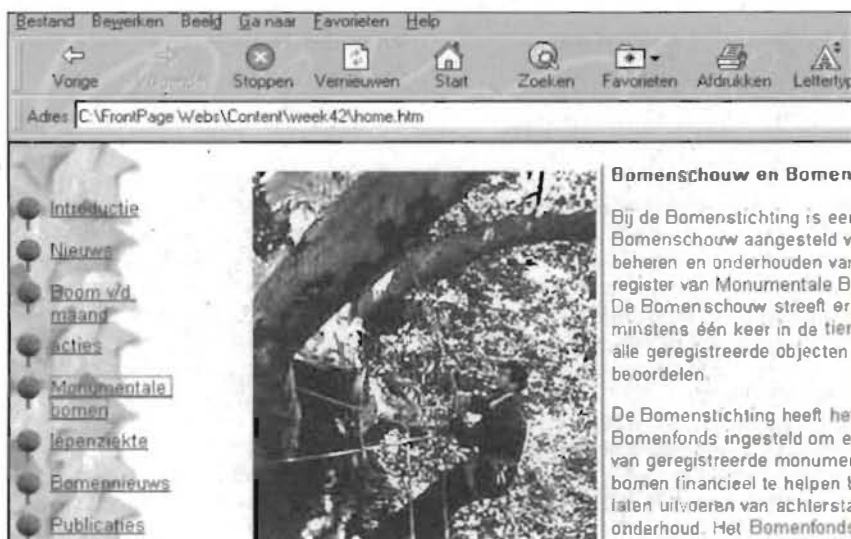 Bestand Bewerken Beeld Ga naar Favorieten Help
Vorige Stoppen Vernieuwen Start Zoeken Favorieten Afdrukken Lettertyp
Adres C:\FrontPage Webs\Content\week42\home.htm
Introductie
Nieuws
Boom v/d
maand
acties
Monumentale
bomen
Iepenziekte
Bomennieuws
Publicaties
Bomenschouw en Bomen
Bij de Bomenstichting is een
Bomenschouw aangesteld v
beheren en onderhouden van
register van Monumentale B
De Bomenschouw streeft er
minstens één keer in de tien
alle geregistreerde objecten
beoordelen.
De Bomenstichting heeft he
Bomenfonds ingesteld om e
van geregistreerde monumen
bomen financieel te helpen b
laten uitvoeren van achtersta
onderhoud. Het Bomenfonds